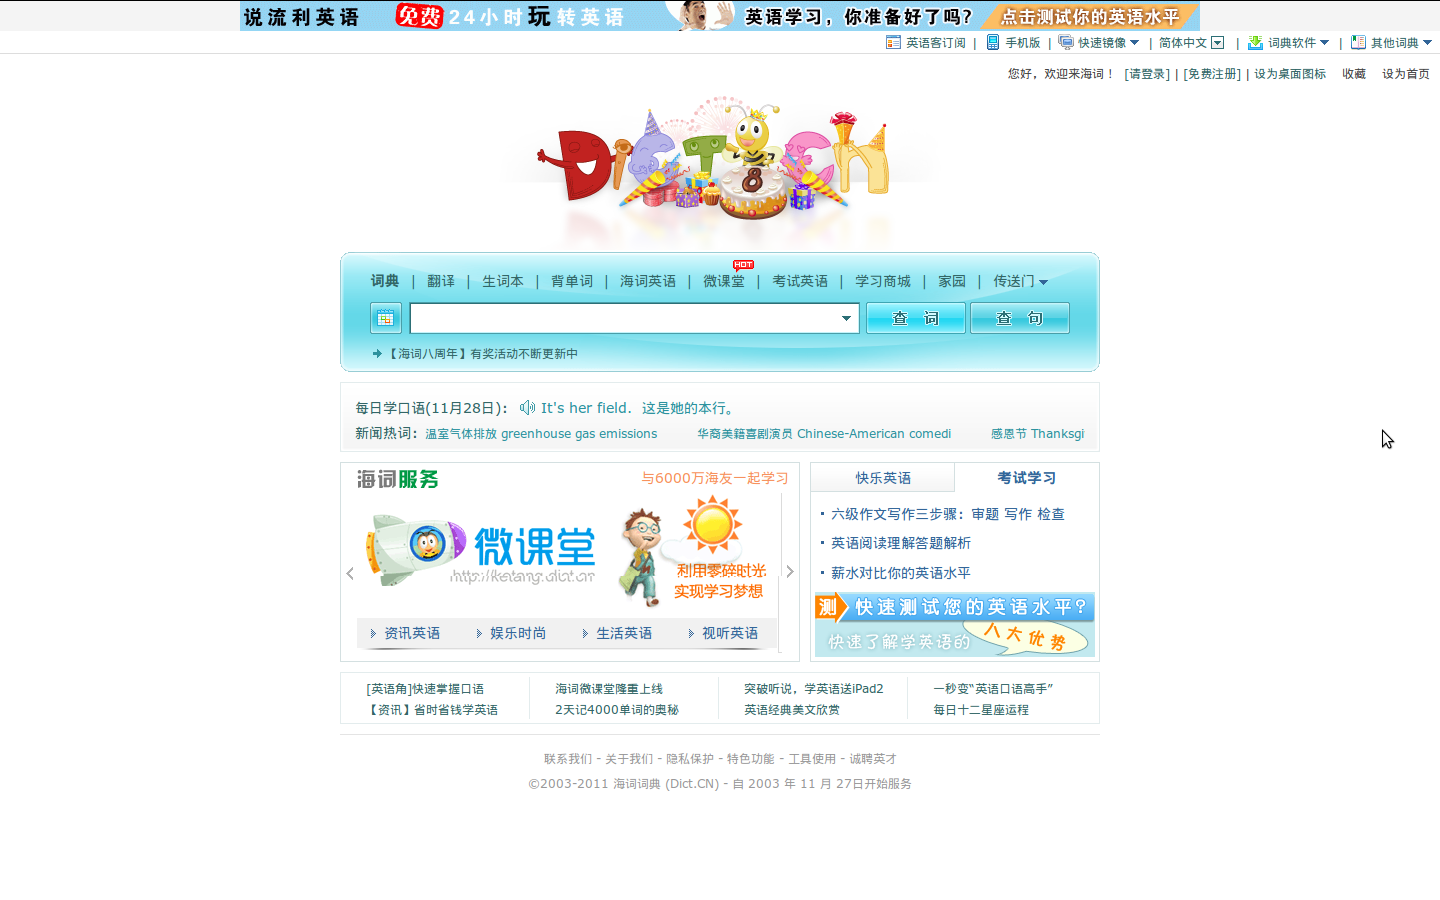 说流利英语 免费 24小时玩转英语 英语学习，你准备好了吗? 点击测试你的英语水平
英语客订阅 | 手机版 | 快速镜像 | 简体中文 | 词典软件 | 其他词典
您好，欢迎来海词！ [请登录] | [免费注册] | 设为桌面图标 收藏 设为首页
DICT CN
8
HOT
词典 | 翻译 | 生词本 | 背单词 | 海词英语 | 微课堂 | 考试英语 | 学习商城 | 家园 | 传送门
查 词 查 句
【海词八周年】有奖活动不断更新中
每日学口语(11月28日)： It's her field. 这是她的本行。
新闻热词：温室气体排放 greenhouse gas emissions 华裔美籍喜剧演员 Chinese-American comedi 感恩节 Thanksgi
海词服务 与6000万海友一起学习
微课堂
http://ketang.dict.cn
利用零碎时光
实现学习梦想
资讯英语 娱乐时尚 生活英语 视听英语
快乐英语 考试学习
六级作文写作三步骤：审题 写作 检查
英语阅读理解答题解析
薪水对比你的英语水平
测 快速测试您的英语水平?
快速了解学英语的 八大优势
[英语角]快速掌握口语 海词微课堂隆重上线 突破听说，学英语送iPad2 一秒变“英语口语高手”
【资讯】省时省钱学英语 2天记4000单词的奥秘 英语经典美文欣赏 每日十二星座运程
联系我们 - 关于我们 - 隐私保护 - 特色功能 - 工具使用 - 诚聘英才
©2003-2011 海词词典 (Dict.CN) - 自 2003 年 11 月 27日开始服务